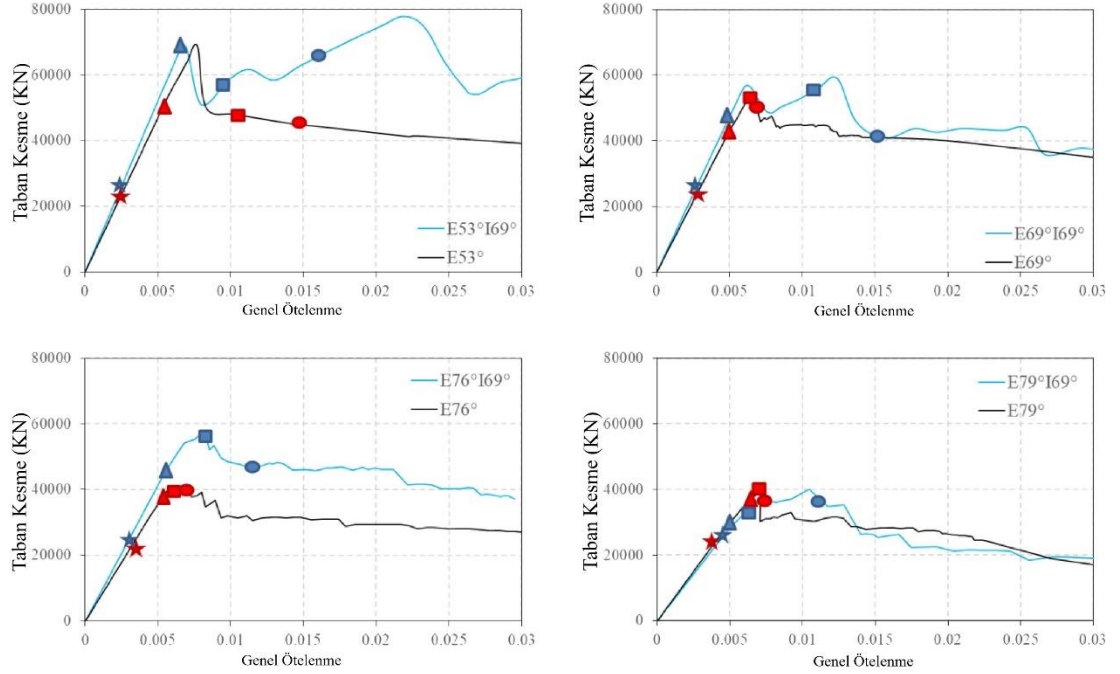 80000
60000
40000
20000
0
Taban Kesme (KN)
E53°I69°
E53°
0 0.005 0.01 0.015 0.02 0.025 0.03
Genel Ötelenme
80000
60000
40000
20000
0
Taban Kesme (KN)
E69°I69°
E69°
0 0.005 0.01 0.015 0.02 0.025 0.03
Genel Ötelenme
80000
60000
40000
20000
0
Taban Kesme (KN)
E76°I69°
E76°
0 0.005 0.01 0.015 0.02 0.025 0.03
Genel Ötelenme
80000
60000
40000
20000
0
Taban Kesme (KN)
E79°I69°
E79°
0 0.005 0.01 0.015 0.02 0.025 0.03
Genel Ötelenme